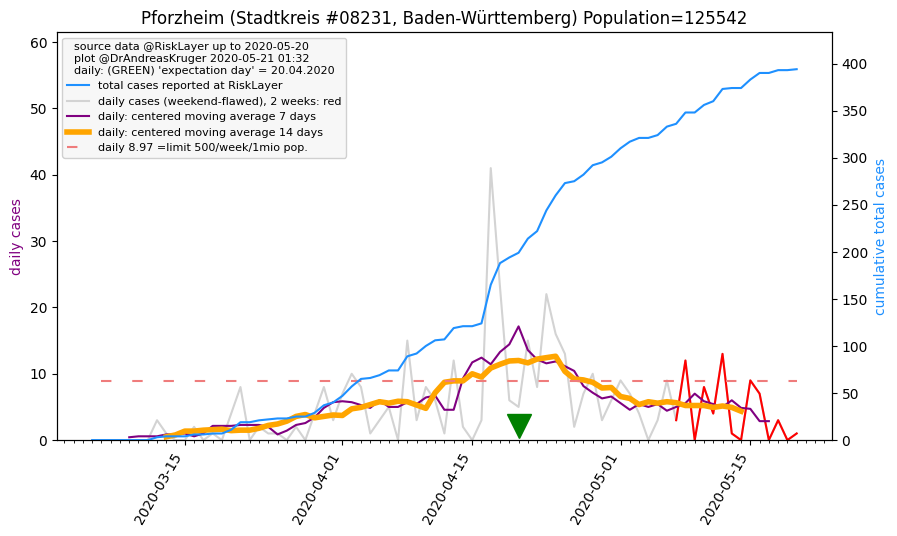 Pforzheim (Stadtkreis #08231, Baden-Württemberg) Population=125542
source data @RiskLayer up to 2020-05-20
plot @DrAndreasKruger 2020-05-21 01:32
daily: (GREEN) 'expectation day' = 20.04.2020
total cases reported at RiskLayer
daily cases (weekend-flawed), 2 weeks: red
daily: centered moving average 7 days
daily: centered moving average 14 days
daily 8.97 =limit 500/week/1mio pop.
daily cases
60
50
40
30
20
10
0
cumulative total cases
400
350
300
250
200
150
100
50
0
2020-03-15
2020-04-01
2020-04-15
2020-05-01
2020-05-15